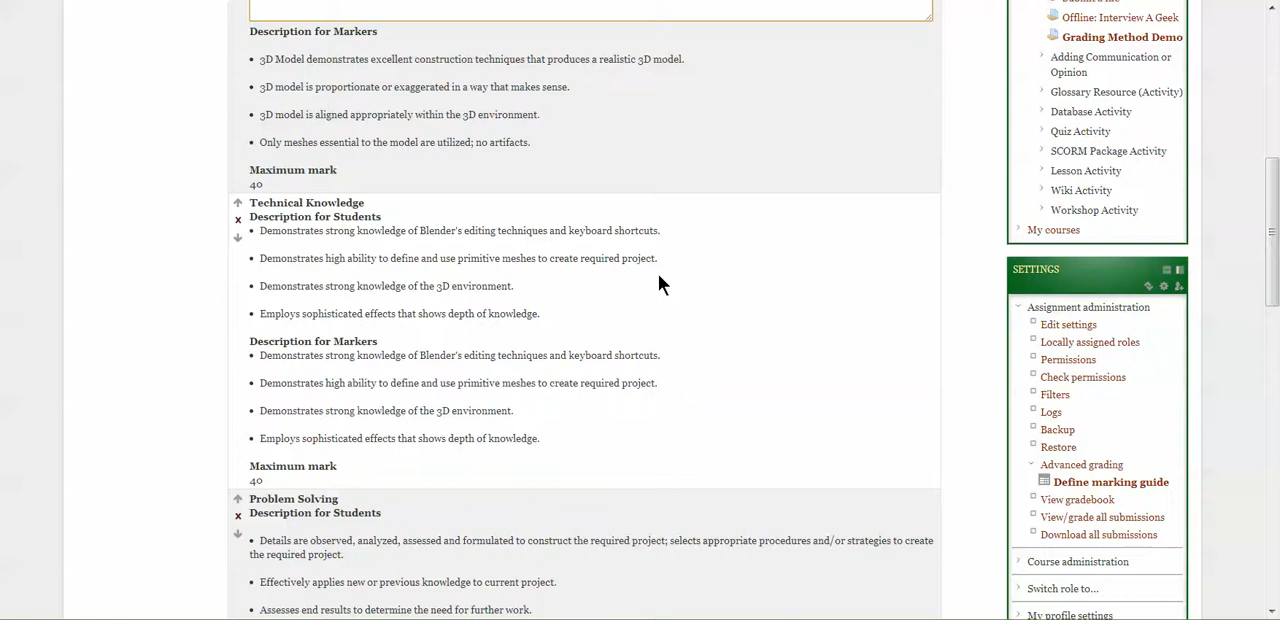 Description for Markers
• 3D Model demonstrates excellent construction techniques that produces a realistic 3D model.
• 3D model is proportionate or exaggerated in a way that makes sense.
• 3D model is aligned appropriately within the 3D environment.
• Only meshes essential to the model are utilized; no artifacts.
Maximum mark
40
Technical Knowledge
x Description for Students
• Demonstrates strong knowledge of Blender's editing techniques and keyboard shortcuts.
• Demonstrates high ability to define and use primitive meshes to create required project.
• Demonstrates strong knowledge of the 3D environment.
• Employs sophisticated effects that shows depth of knowledge.
Description for Markers
• Demonstrates strong knowledge of Blender's editing techniques and keyboard shortcuts.
• Demonstrates high ability to define and use primitive meshes to create required project.
• Demonstrates strong knowledge of the 3D environment.
• Employs sophisticated effects that shows depth of knowledge.
Maximum mark
40
Problem Solving
x Description for Students
• Details are observed, analyzed, assessed and formulated to construct the required project; selects appropriate procedures and/or strategies to create
the required project.
• Effectively applies new or previous knowledge to current project.
• Assesses end results to determine the need for further work.
Offline: Interview A Geek
Grading Method Demo
Adding Communication or
Opinion
Glossary Resource (Activity)
Database Activity
Quiz Activity
SCORM Package Activity
Lesson Activity
Wiki Activity
Workshop Activity
My courses
SETTINGS
Assignment administration
Edit settings
Locally assigned roles
Permissions
Check permissions
Filters
Logs
Backup
Restore
Advanced grading
Define marking guide
View gradebook
View/grade all submissions
Download all submissions
Course administration
Switch role to...
My profile settings